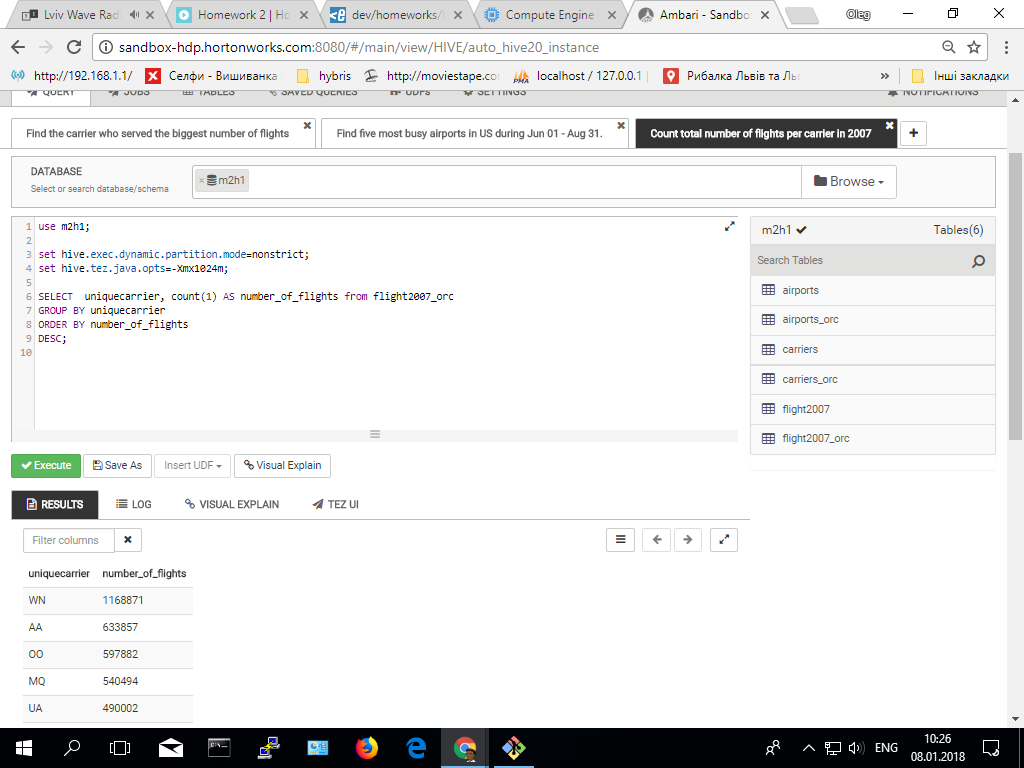 Lviv Wave Radi
Homework 2 | Ho
dev/homeworks/
Compute Engine
Ambari - Sandbo
Oleg
sandbox-hdp.hortonworks.com:8080/#/main/view/HIVE/auto_hive20_instance
http://192.168.1.1/
Селфи - Вишиванка
hybris
http://moviestape.co
localhost / 127.0.0.1
Рибалка Львів та Ль
»
Інші закладки
QUERY
JOBS
TABLES
SAVED QUERIES
UDFs
SETTINGS
NOTIFICATIONS
Find the carrier who served the biggest number of flights
Find five most busy airports in US during Jun 01 - Aug 31.
Count total number of flights per carrier in 2007
+
DATABASE
Select or search database/schema
× m2h1
Browse
1 use m2h1;
2
3 set hive.exec.dynamic.partition.mode=nonstrict;
4 set hive.tez.java.opts=-Xmx1024m;
5
6 SELECT  uniquecarrier, count(1) AS number_of_flights from flight2007_orc
7 GROUP BY uniquecarrier
8 ORDER BY number_of_flights
9 DESC;
10
m2h1
Tables(6)
Search Tables
airports
airports_orc
carriers
carriers_orc
flight2007
flight2007_orc
Execute
Save As
Insert UDF
Visual Explain
RESULTS
LOG
VISUAL EXPLAIN
TEZ UI
Filter columns
uniquecarrier number_of_flights
WN 1168871
AA 633857
OO 597882
MQ 540494
UA 490002
ENG
10:26
08.01.2018